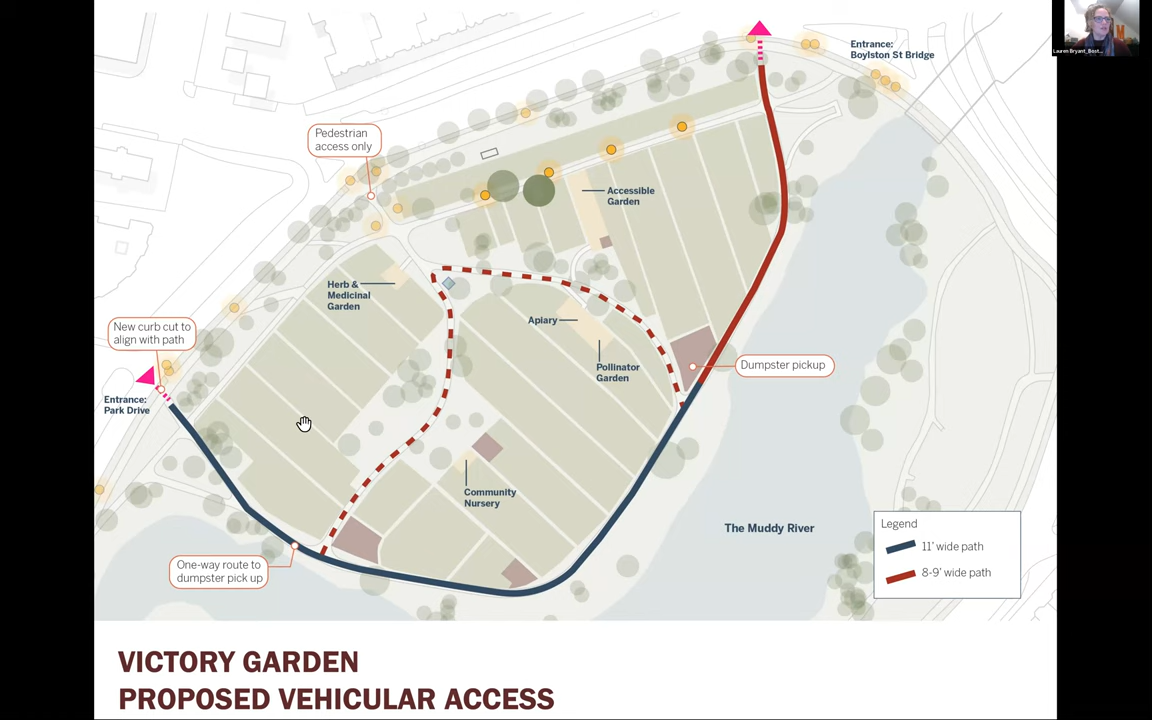 Lauren Bryant_Bost...
Entrance:
Boylston St Bridge
Pedestrian
access only
Accessible
Garden
Herb &
Medicinal
Garden
New curb cut to
align with path
Apiary
Pollinator
Garden
Dumpster pickup
Entrance:
Park Drive
Community
Nursery
The Muddy River
Legend
11' wide path
8-9' wide path
One-way route to
dumpster pick up
VICTORY GARDEN
PROPOSED VEHICULAR ACCESS